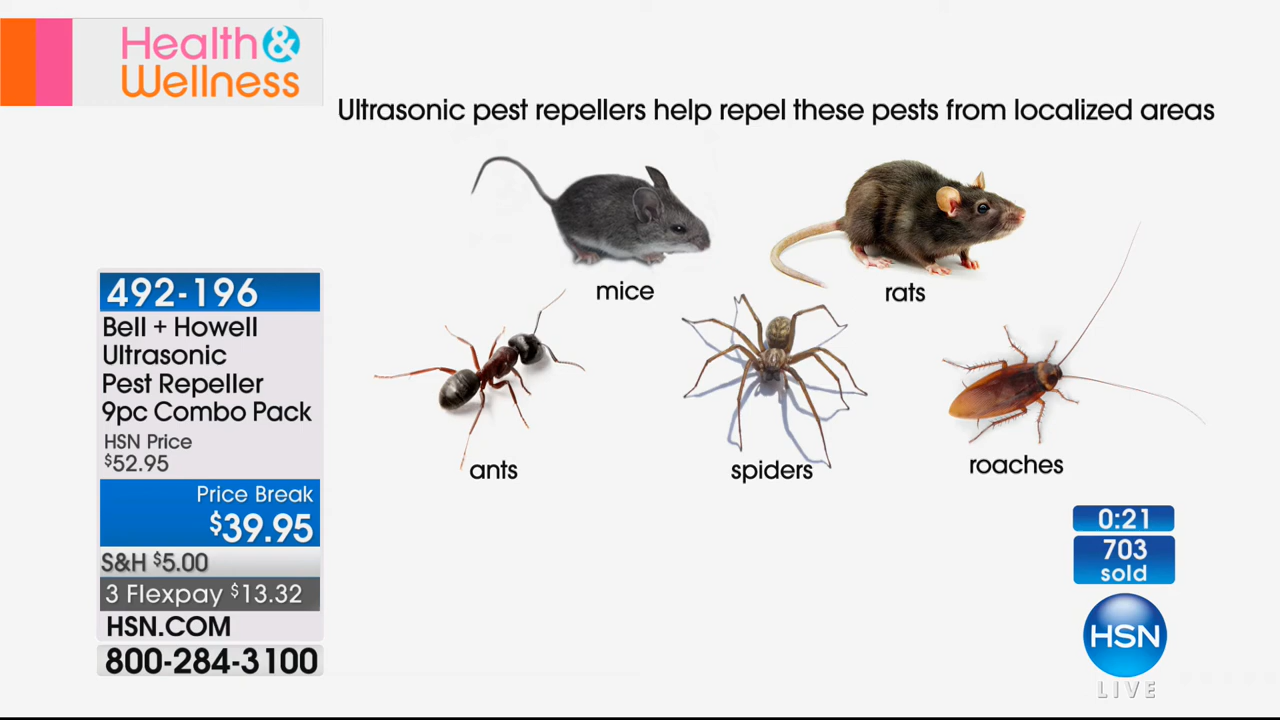 Health&
Wellness
Ultrasonic pest repellers help repel these pests from localized areas
mice
rats
ants
spiders
roaches
492-196
Bell + Howell
Ultrasonic
Pest Repeller
9pc Combo Pack
HSN Price
$52.95
Price Break
$39.95
S&H $5.00
3 Flexpay $13.32
HSN.COM
800-284-3100
0:21
703
sold
HSN
LIVE